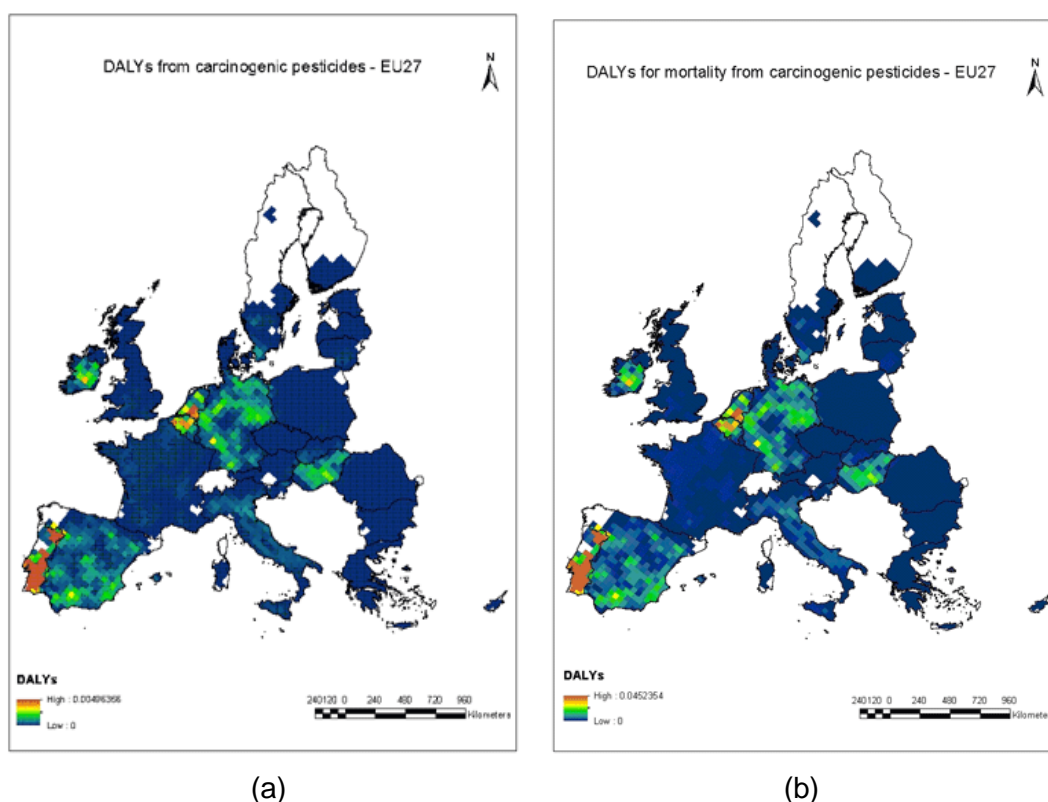 DALYs from carcinogenic pesticides - EU27
N
DALYs
High : 0.00496366
Low : 0
240120 0 240 480 720 960
Kilometers
(a)
DALYs for mortality from carcinogenic pesticides - EU27
N
DALYs
High : 0.0452354
Low : 0
240120 0 240 480 720 960
Kilometers
(b)